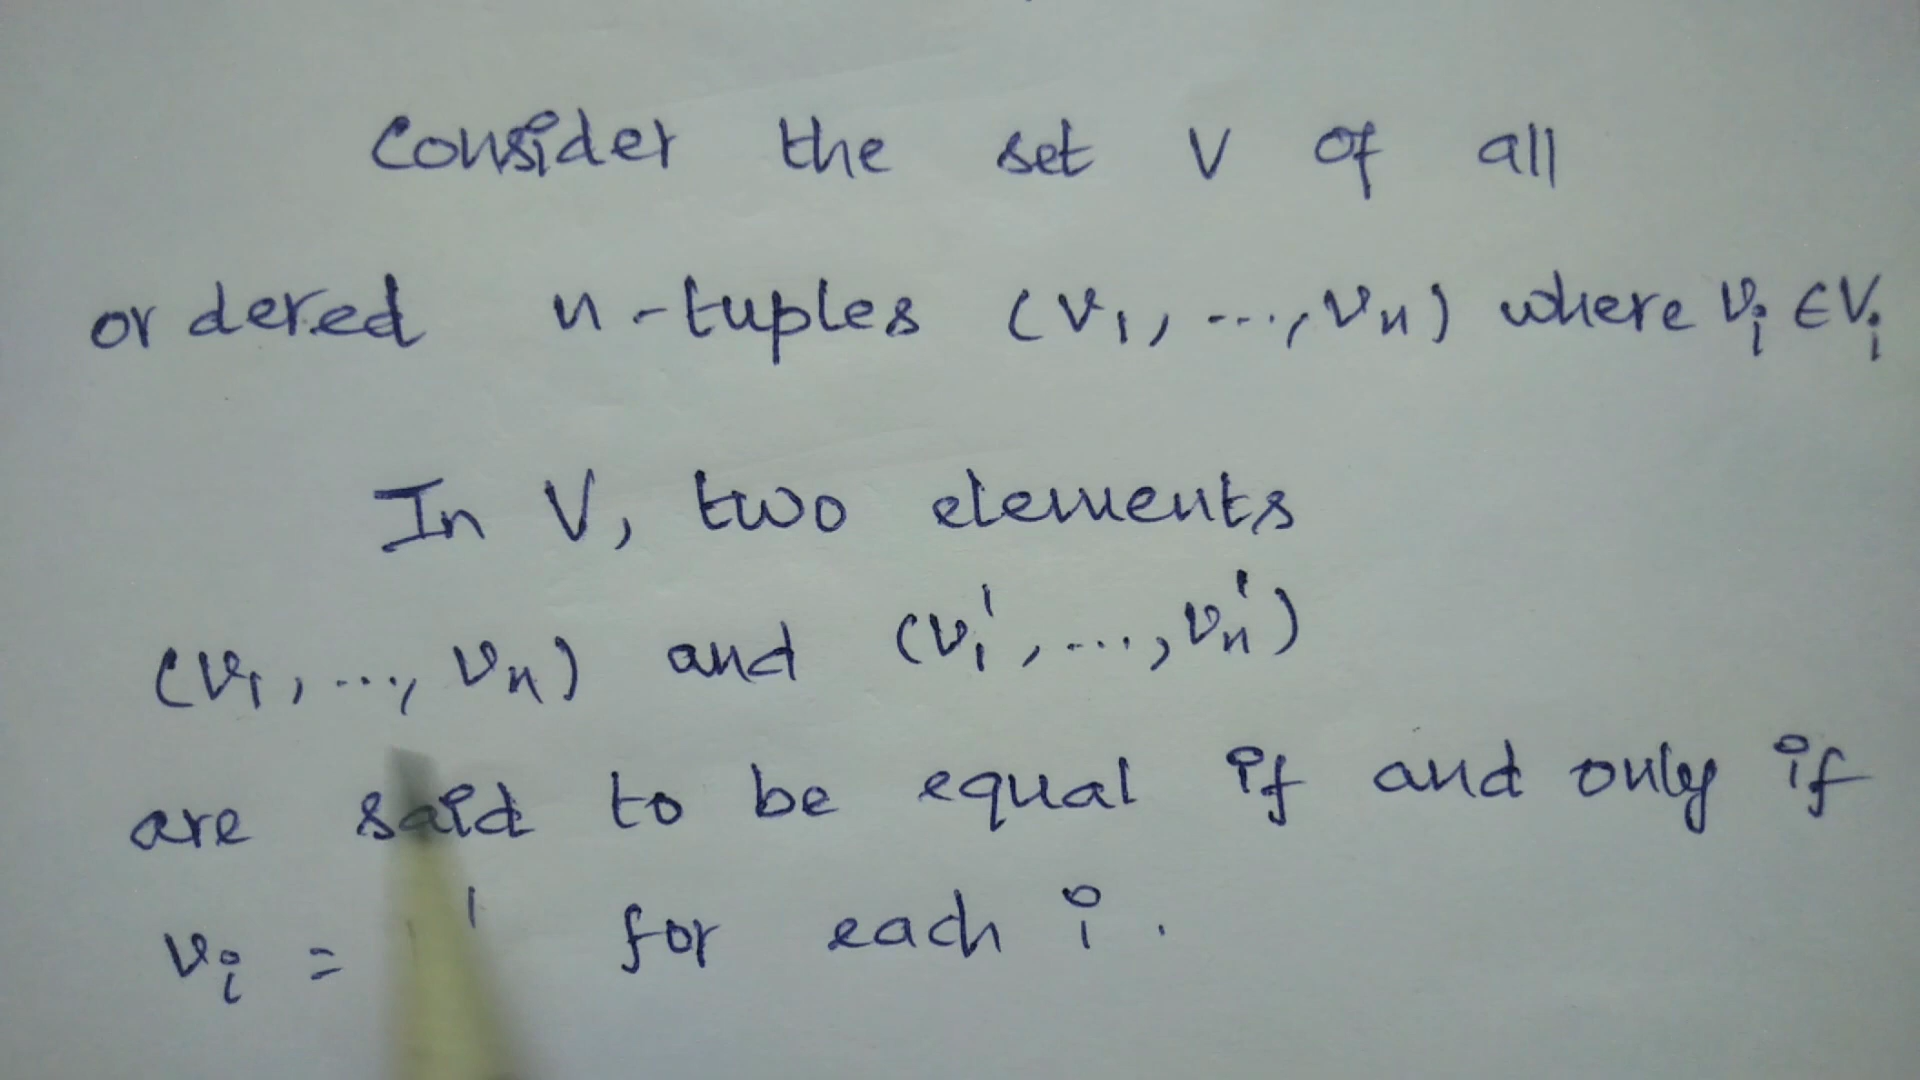 Consider the set V of all
ordered n-tuples (v₁, ..., vₙ) where vᵢ ∈ Vᵢ
In V, two elements
(v₁, ..., vₙ) and (v₁', ..., vₙ')
are said to be equal if and only if
vᵢ = ' for each i.